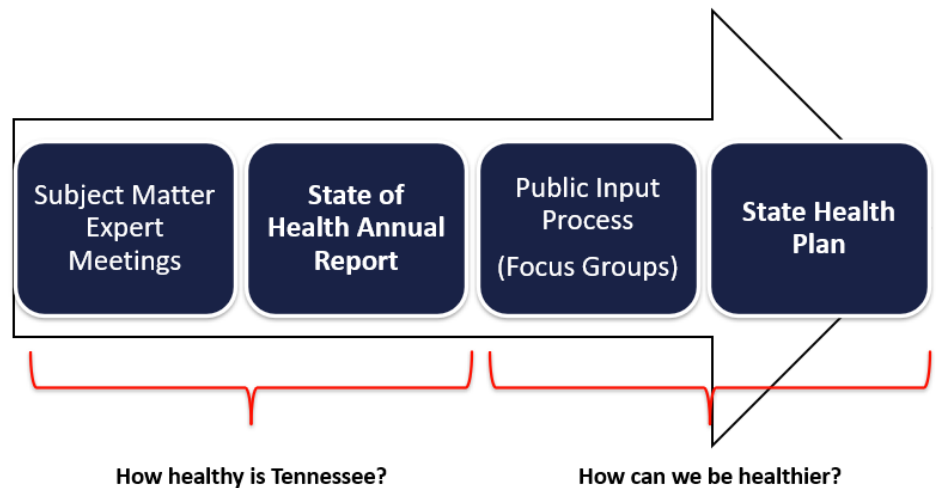 Subject Matter
Expert
Meetings
State of
Health Annual
Report
Public Input
Process
(Focus Groups)
State Health
Plan
How healthy is Tennessee?
How can we be healthier?